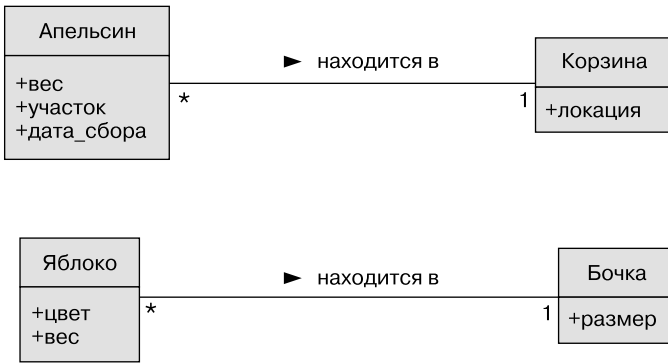 Апельсин
+вес
+участок
+дата_сбора
► находится в
*
1
Корзина
+локация
Яблоко
+цвет
+вес
► находится в
*
1
Бочка
+размер